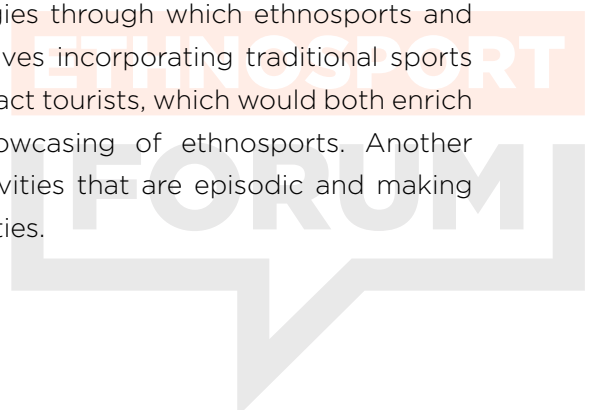 gies through which ethnosports and
ves incorporating traditional sports
act tourists, which would both enrich
owcasing of ethnosports. Another
vities that are episodic and making
ties.
ETHNOSPORT
FORUM